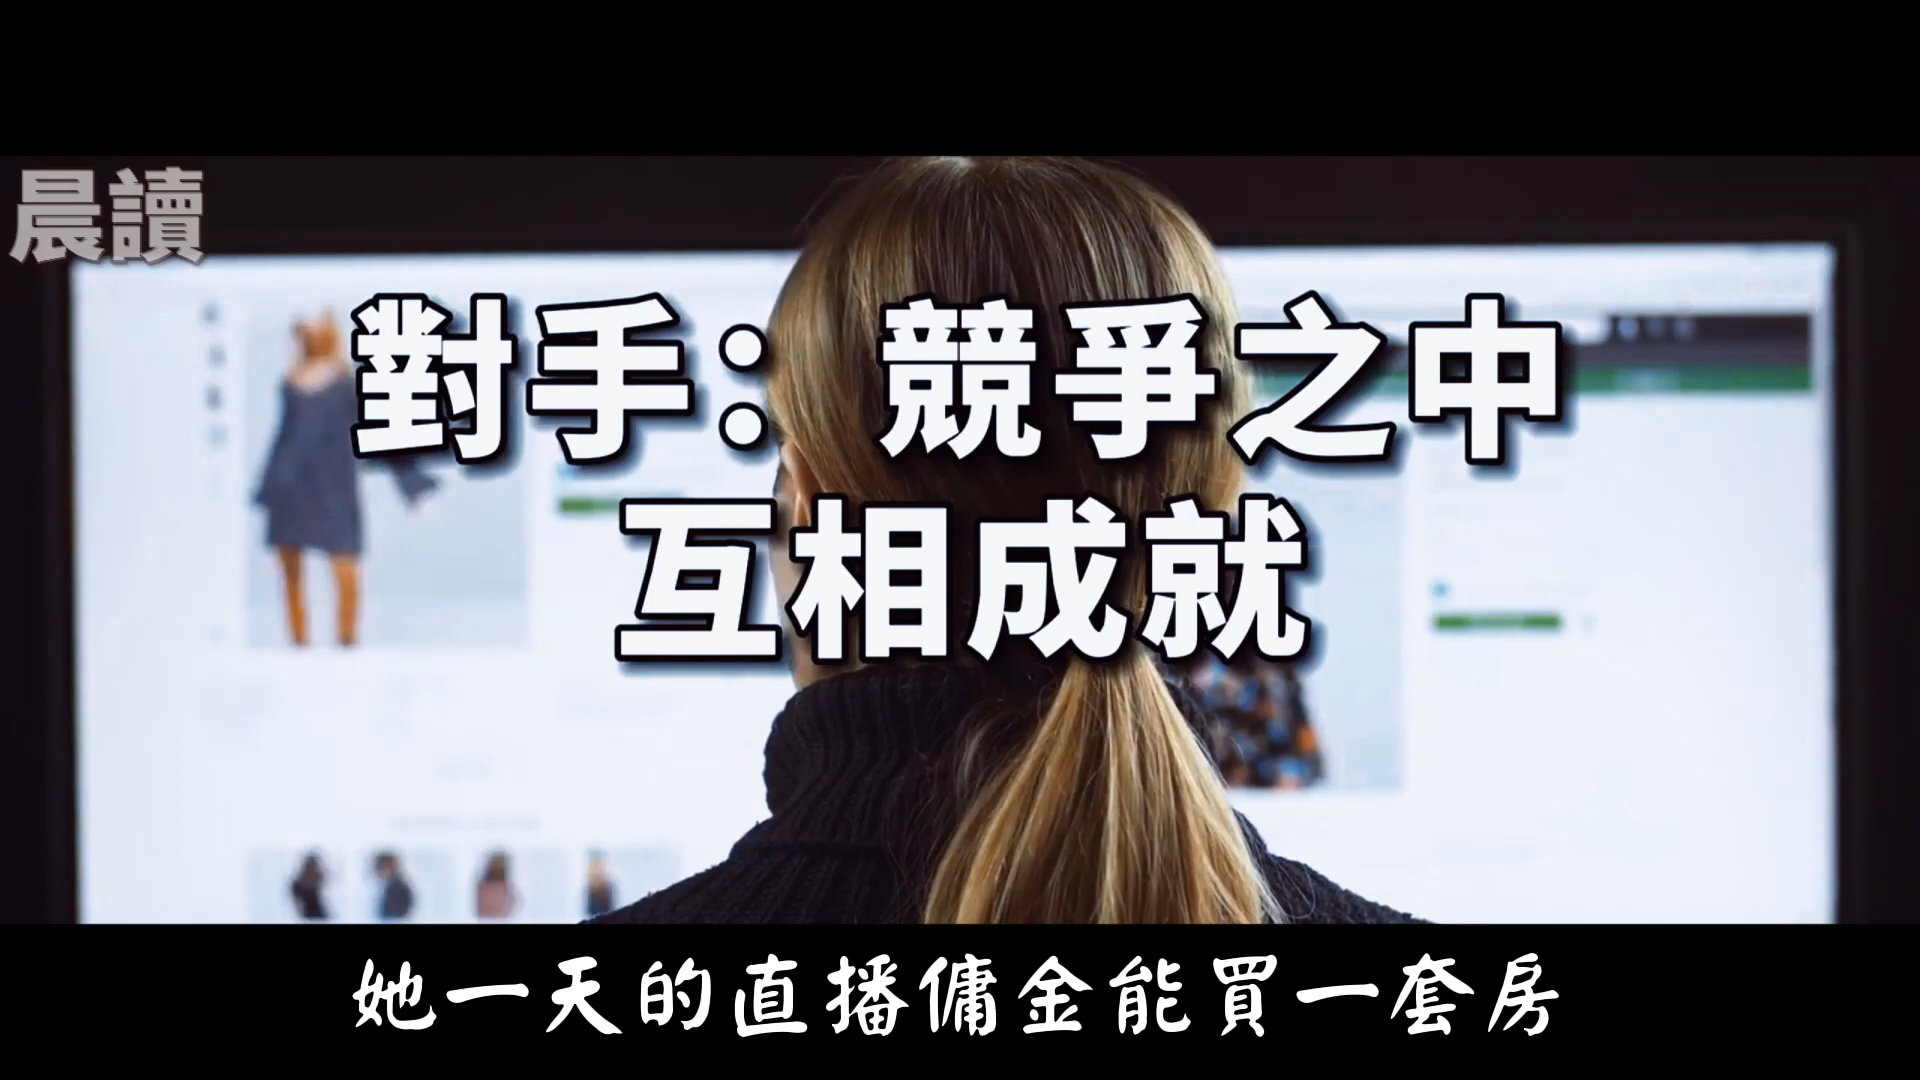 晨讀
對手：競爭之中
互相成就
她一天的直播傭金能買一套房